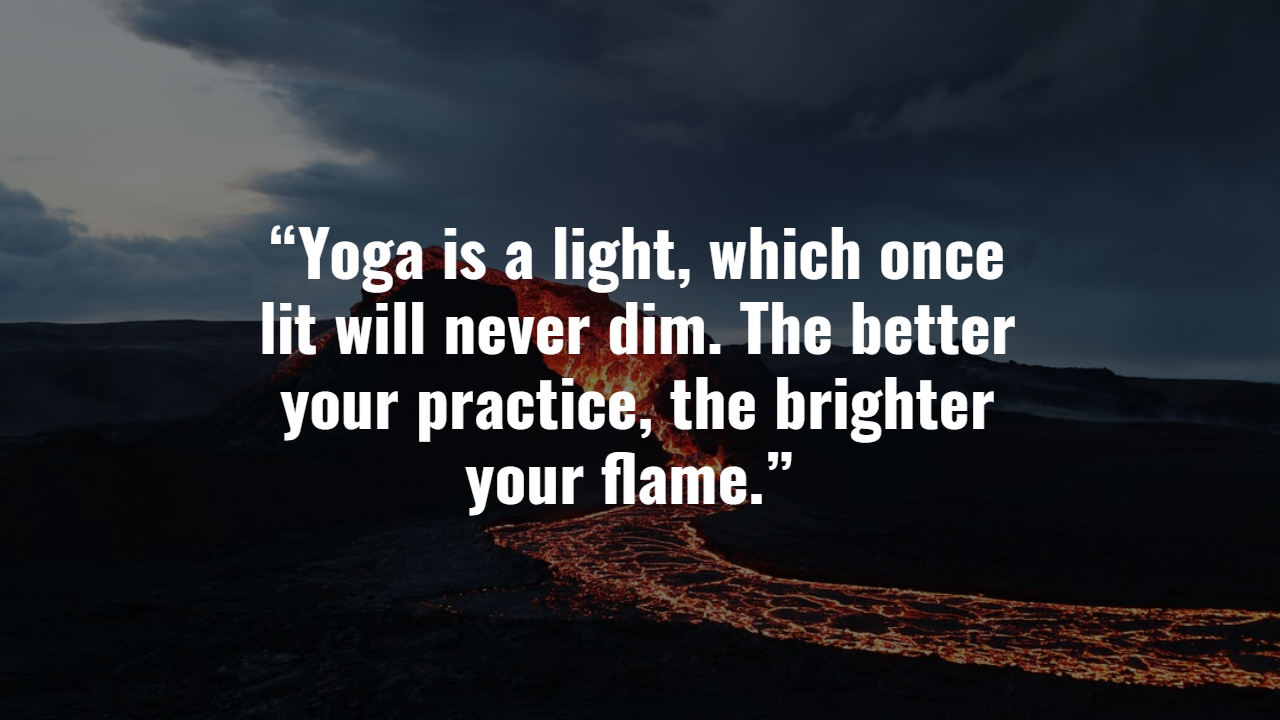 “Yoga is a light, which once
lit will never dim. The better
your practice, the brighter
your flame.”